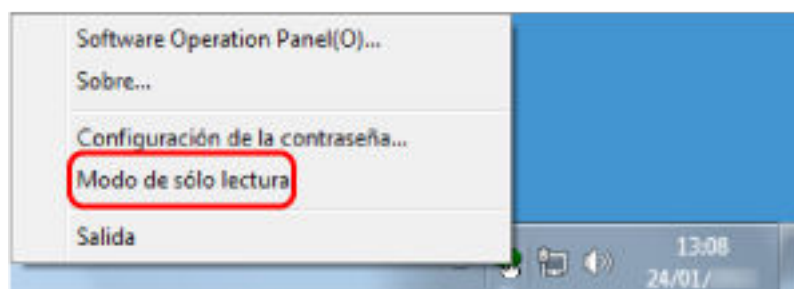 Software Operation Panel(O)...
Sobre...
Configuración de la contraseña...
Modo de sólo lectura
Salida
13:08
24/01/